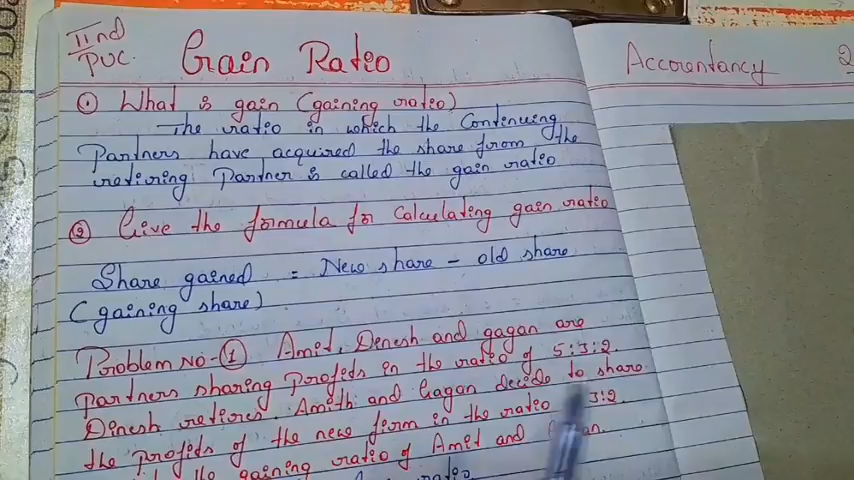 IInd
PUC
Gain Ratio
Accountancy
① What is gain (gaining ratio)
The ratio in which the Continuing
Partners have acquired the share from the
retiring Partner is called the gain ratio
② Give the formula for calculating gain ratio
Share gained = New share - old share
(gaining share)
Problem No-① Amit, Dinesh and gagan are
Partners sharing Profits in the ratio of 5:3:2.
Dinesh retires. Amith and Gagan decide to share
the profits of the new firm in the ratio 3:2.
the gaining ratio of Amit and
ratio